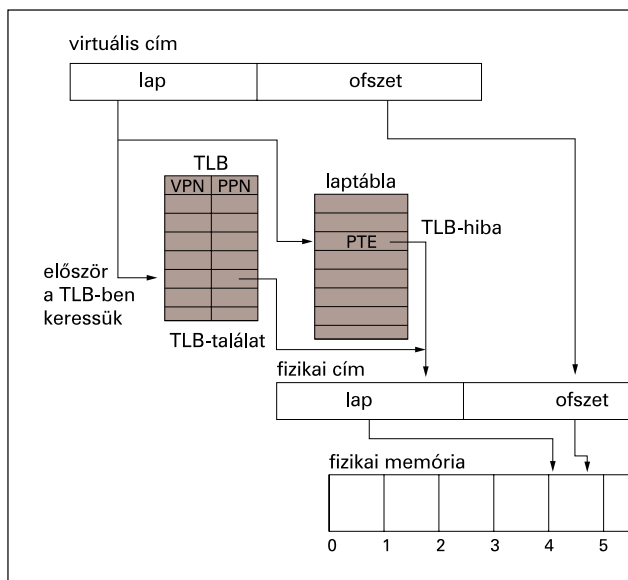 virtuális cím
lap ofszet
TLB
VPN PPN
laptábla
TLB-hiba
PTE
először
a TLB-ben
keressük
TLB-találat
fizikai cím
lap ofszet
fizikai memória
0 1 2 3 4 5